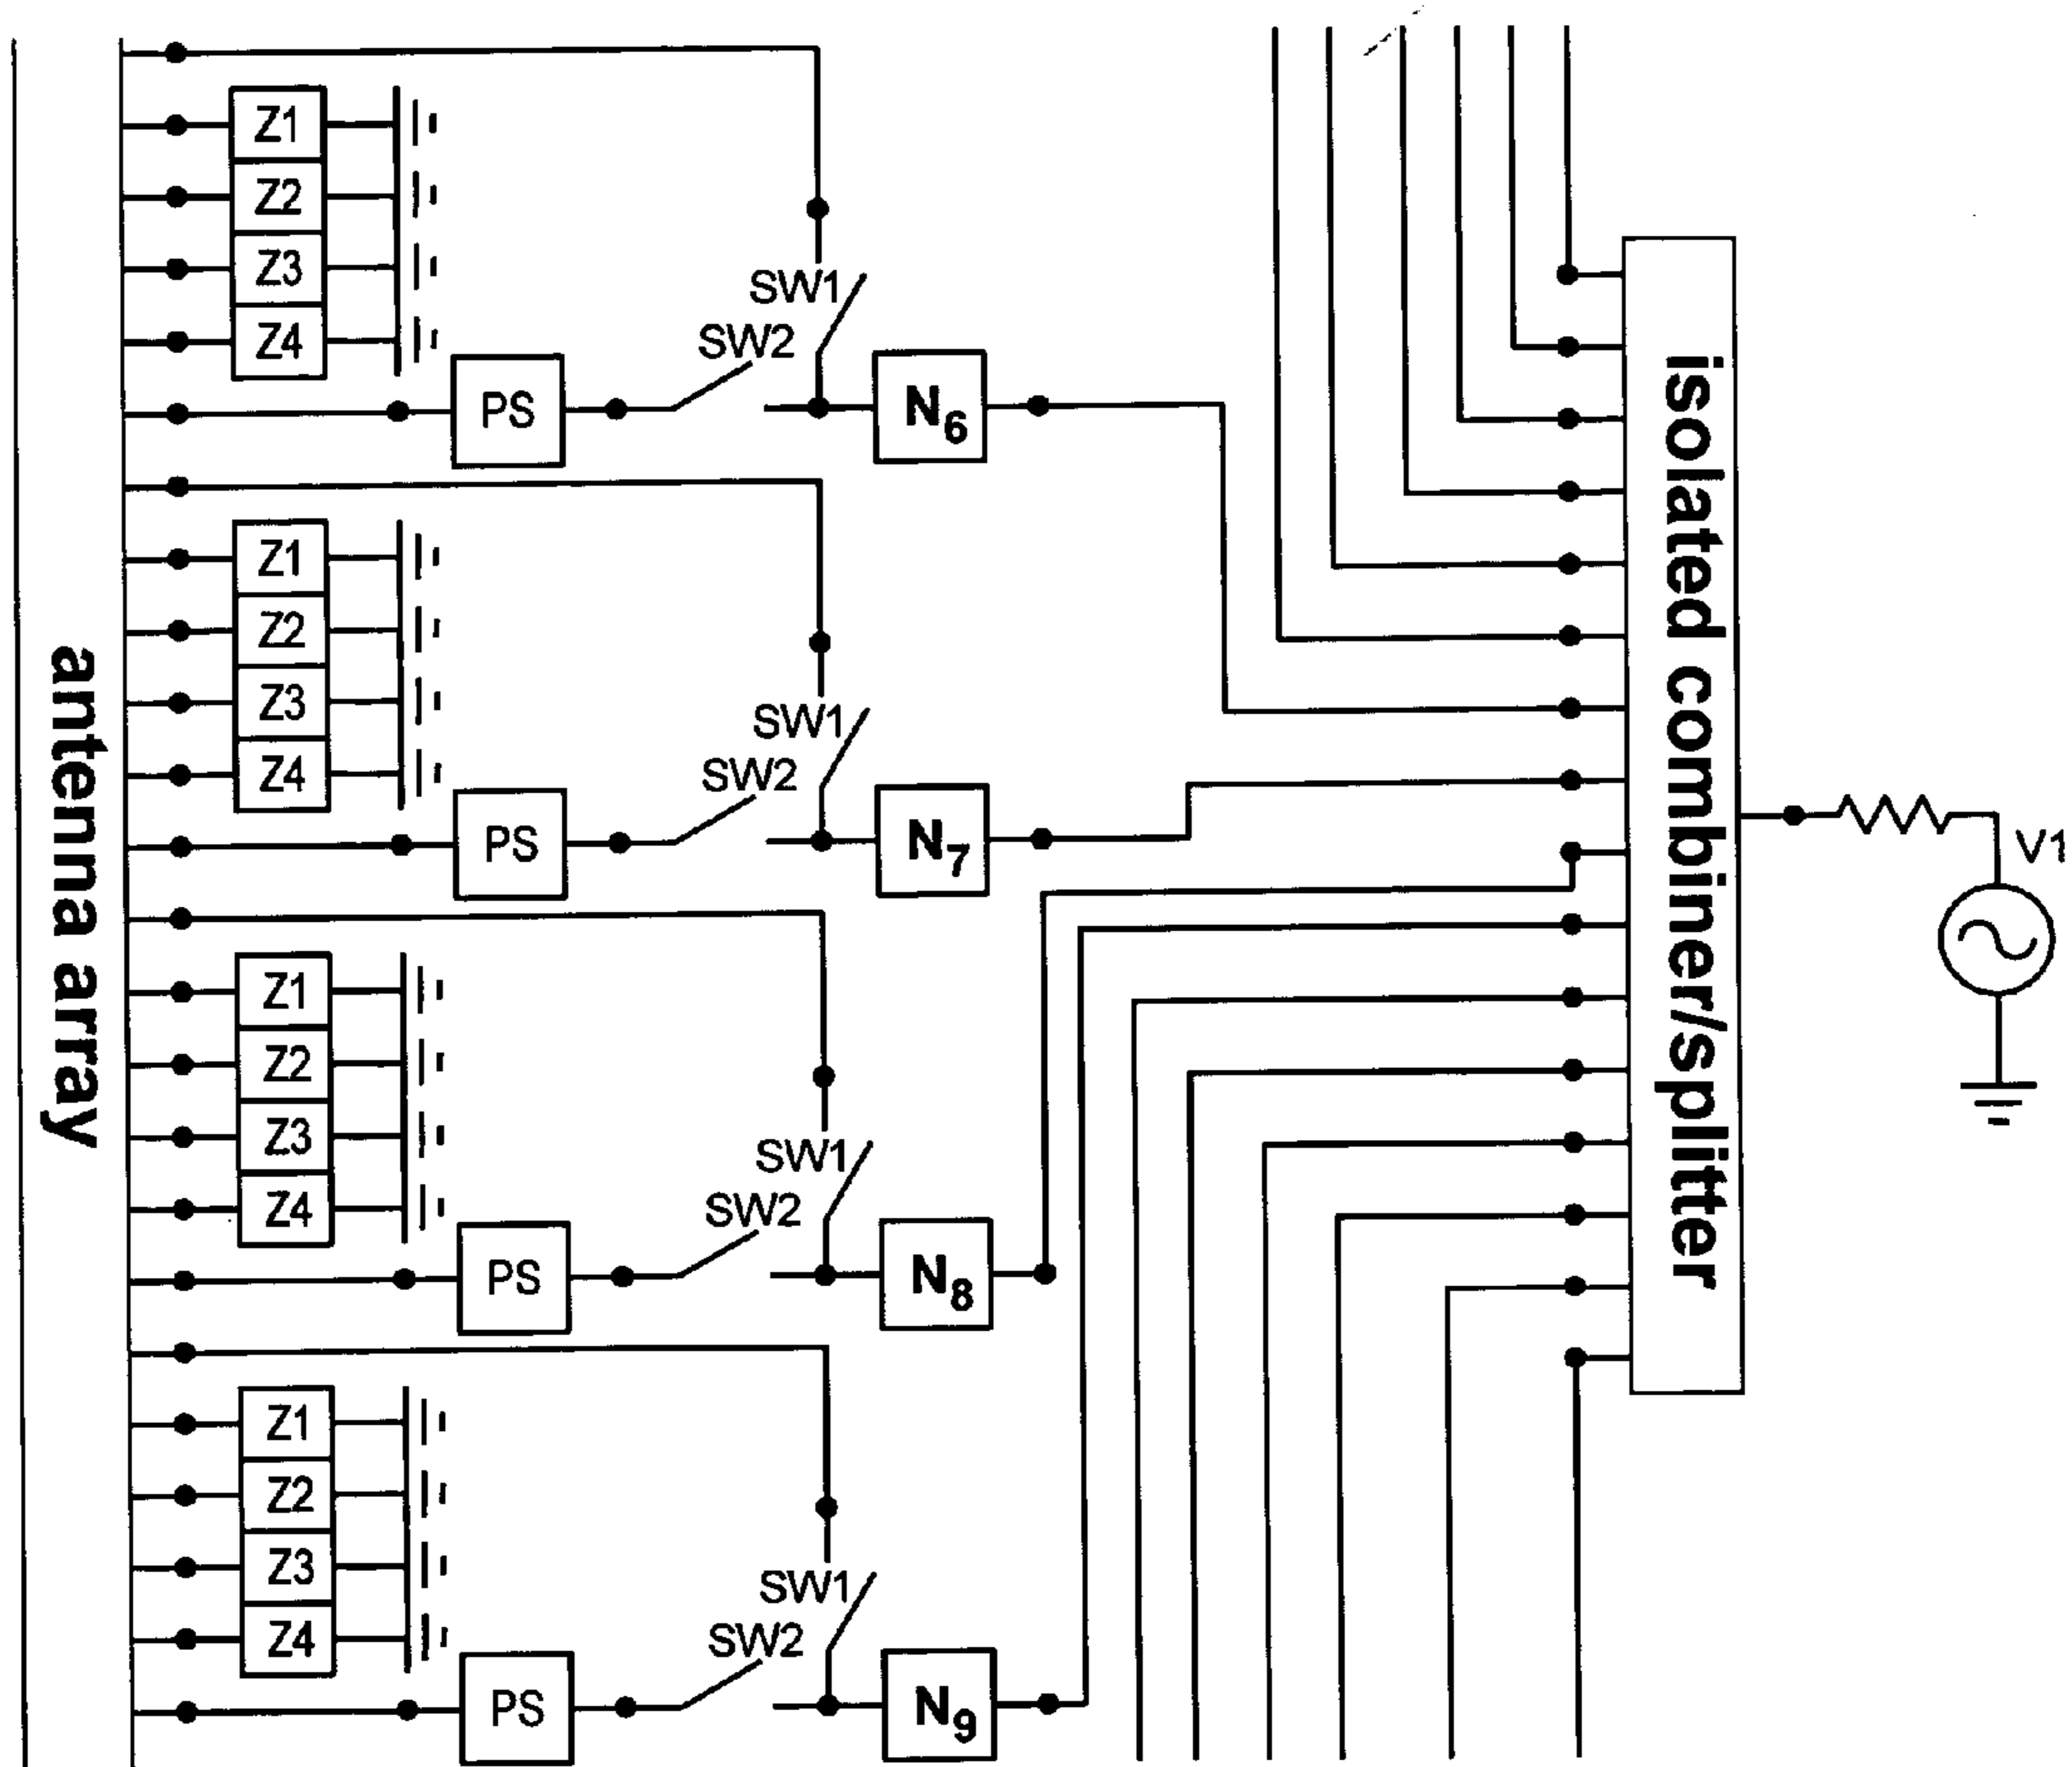 Z1
Z2
Z3
Z4
SW1
SW2
PS
N6
Z1
Z2
Z3
Z4
SW1
SW2
PS
N7
Z1
Z2
Z3
Z4
SW1
SW2
PS
N8
Z1
Z2
Z3
Z4
SW1
SW2
PS
N9
antenna array
isolated combiner/splitter
V1